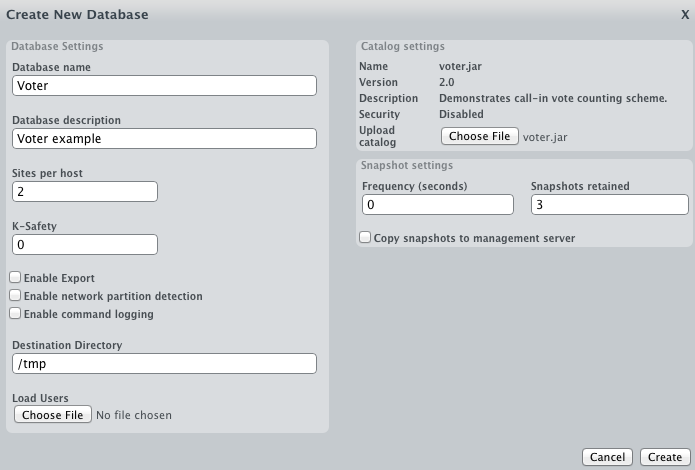 Create New Database X
Database Settings
Database name
Voter
Database description
Voter example
Sites per host
2
K-Safety
0
Enable Export
Enable network partition detection
Enable command logging
Destination Directory
/tmp
Load Users
Choose File No file chosen
Catalog settings
Name voter.jar
Version 2.0
Description Demonstrates call-in vote counting scheme.
Security Disabled
Upload
catalog Choose File voter.jar
Snapshot settings
Frequency (seconds) Snapshots retained
0 3
Copy snapshots to management server
Cancel Create